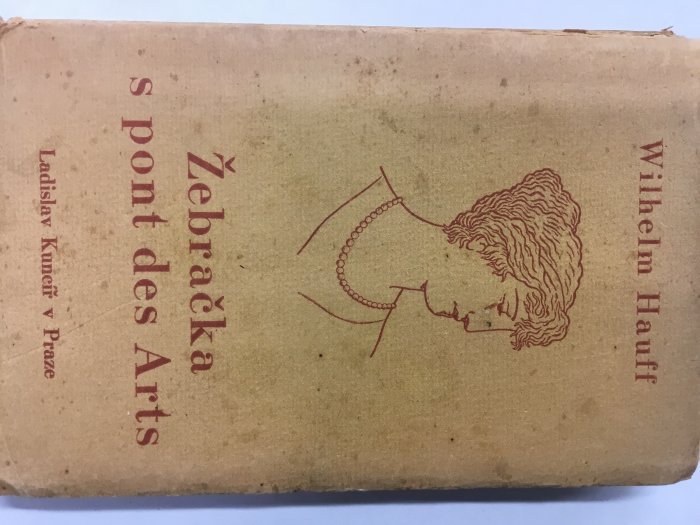 Wilhelm Hauff
Žebračka
s pont des Arts
Ladislav Kuncíř v Praze